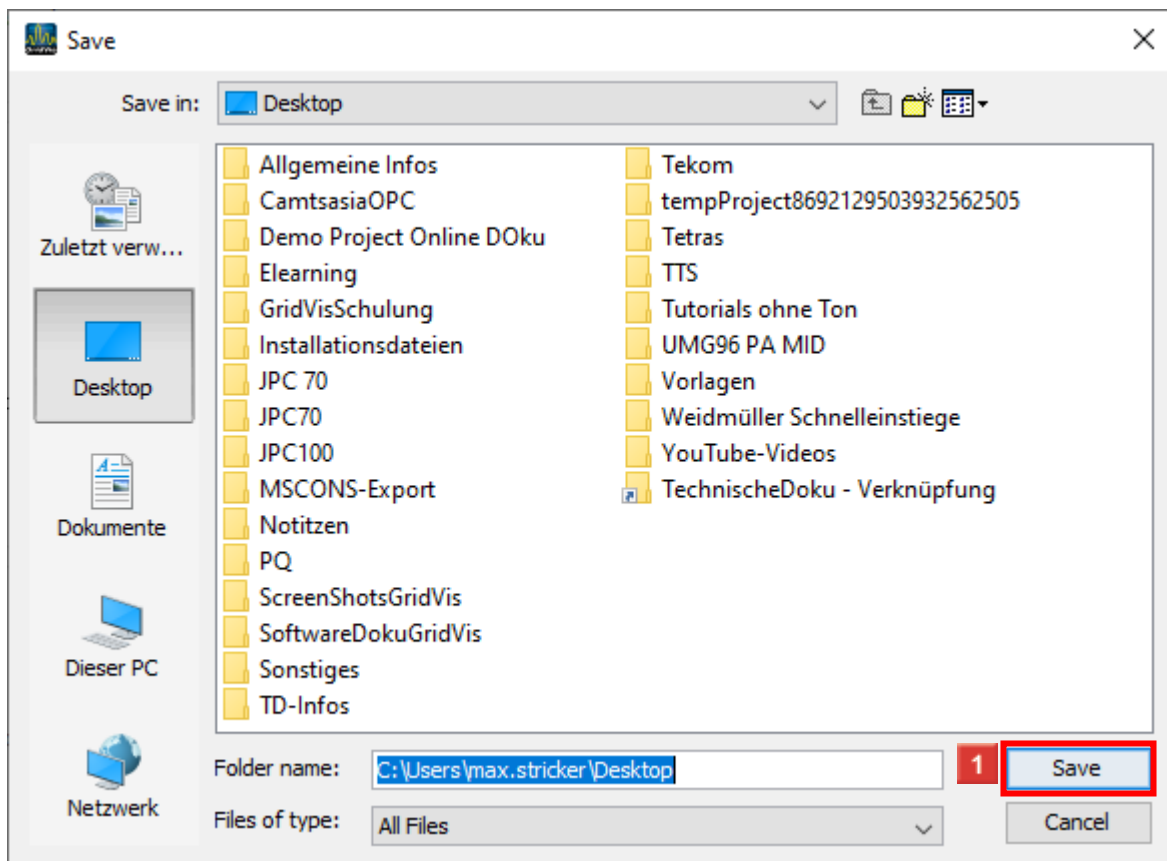 Save
Save in:
Desktop
Zuletzt verw...
Desktop
Dokumente
Dieser PC
Netzwerk
Allgemeine Infos
CamtsasiaOPC
Demo Project Online DOku
Elearning
GridVisSchulung
Installationsdateien
JPC 70
JPC70
JPC100
MSCONS-Export
Notitzen
PQ
ScreenShotsGridVis
SoftwareDokuGridVis
Sonstiges
TD-Infos
Tekom
tempProject8692129503932562505
Tetras
TTS
Tutorials ohne Ton
UMG96 PA MID
Vorlagen
Weidmüller Schnelleinstiege
YouTube-Videos
TechnischeDoku - Verknüpfung
Folder name:
C:\Users\max.stricker\Desktop
1
Save
Files of type:
All Files
Cancel